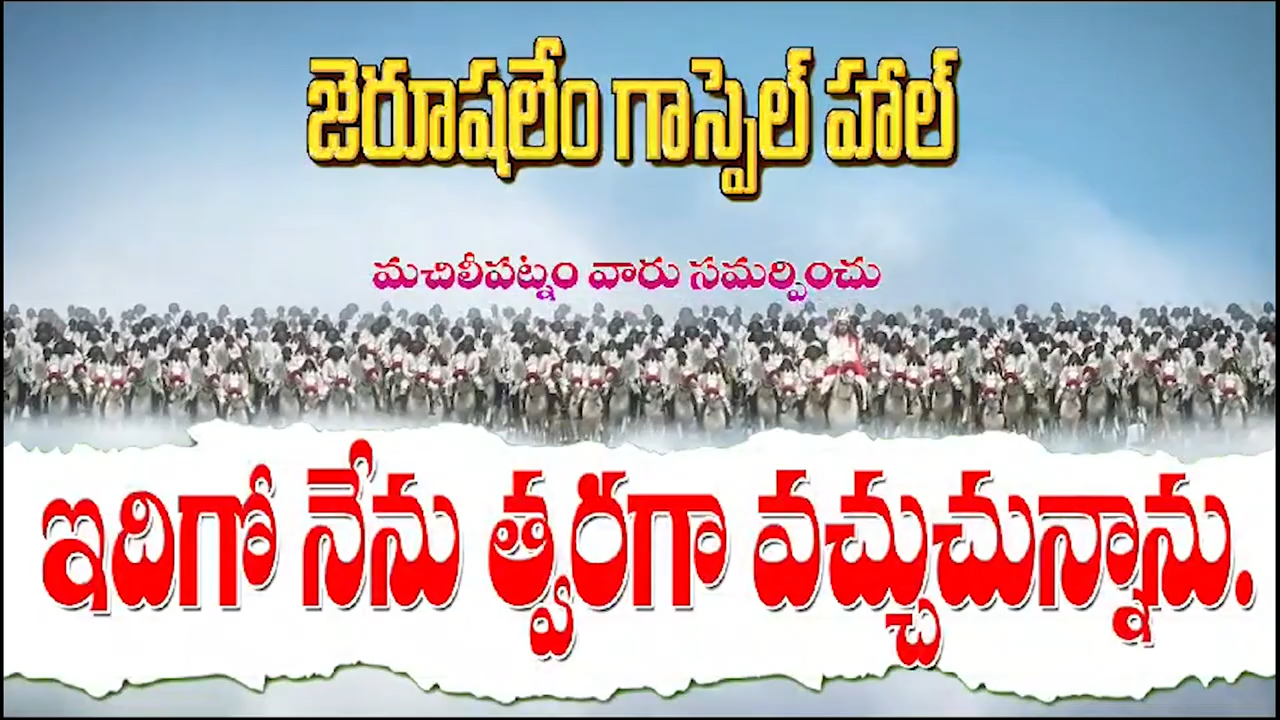 జెరూషలేం గాస్పెల్ హాల్
మచిలీపట్నం వారు సమర్పించు
ఇదిగో నేను త్వరగా వచ్చుచున్నాను.